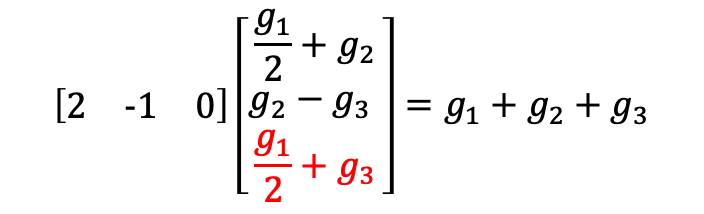 [2 -1 0] [g₁/2 + g₂
g₂ − g₃
g₁/2 + g₃] = g₁ + g₂ + g₃